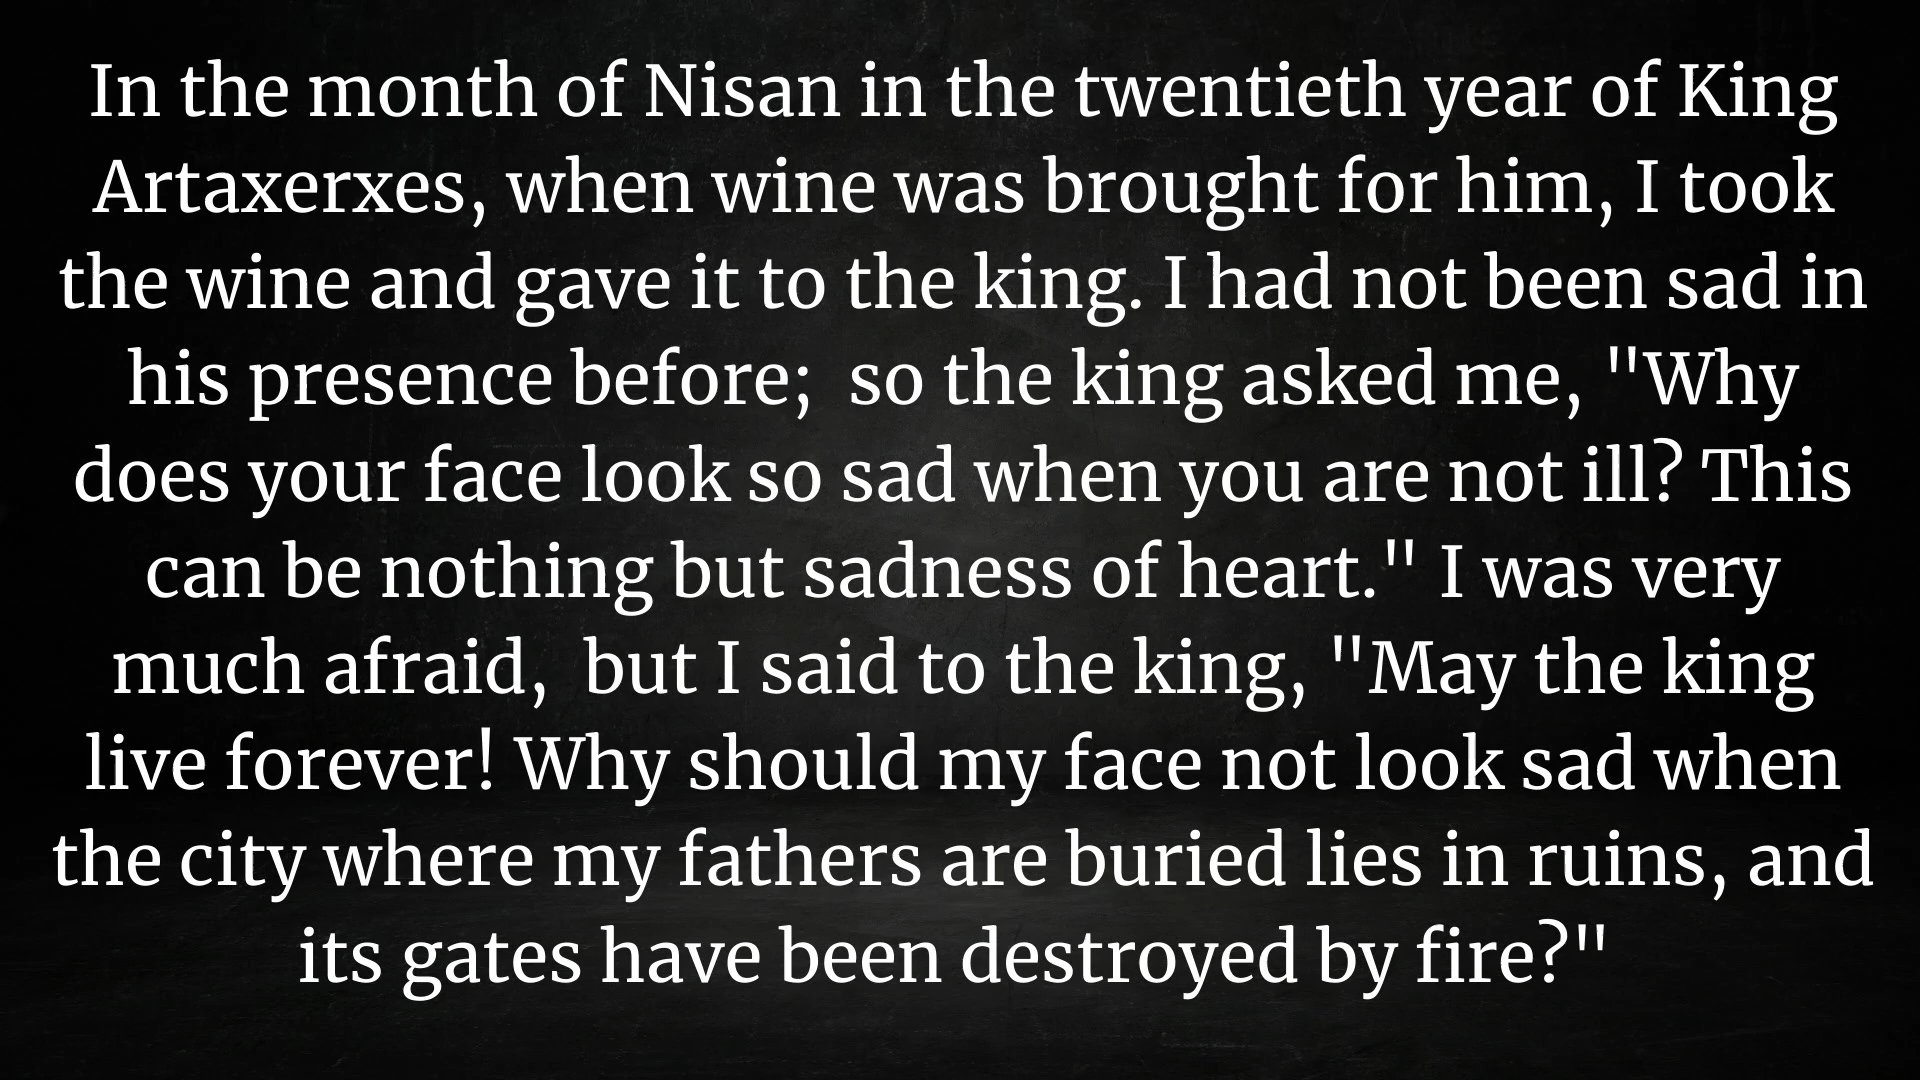 In the month of Nisan in the twentieth year of King
Artaxerxes, when wine was brought for him, I took
the wine and gave it to the king. I had not been sad in
his presence before;  so the king asked me, "Why
does your face look so sad when you are not ill? This
can be nothing but sadness of heart." I was very
much afraid,  but I said to the king, "May the king
live forever! Why should my face not look sad when
the city where my fathers are buried lies in ruins, and
its gates have been destroyed by fire?"